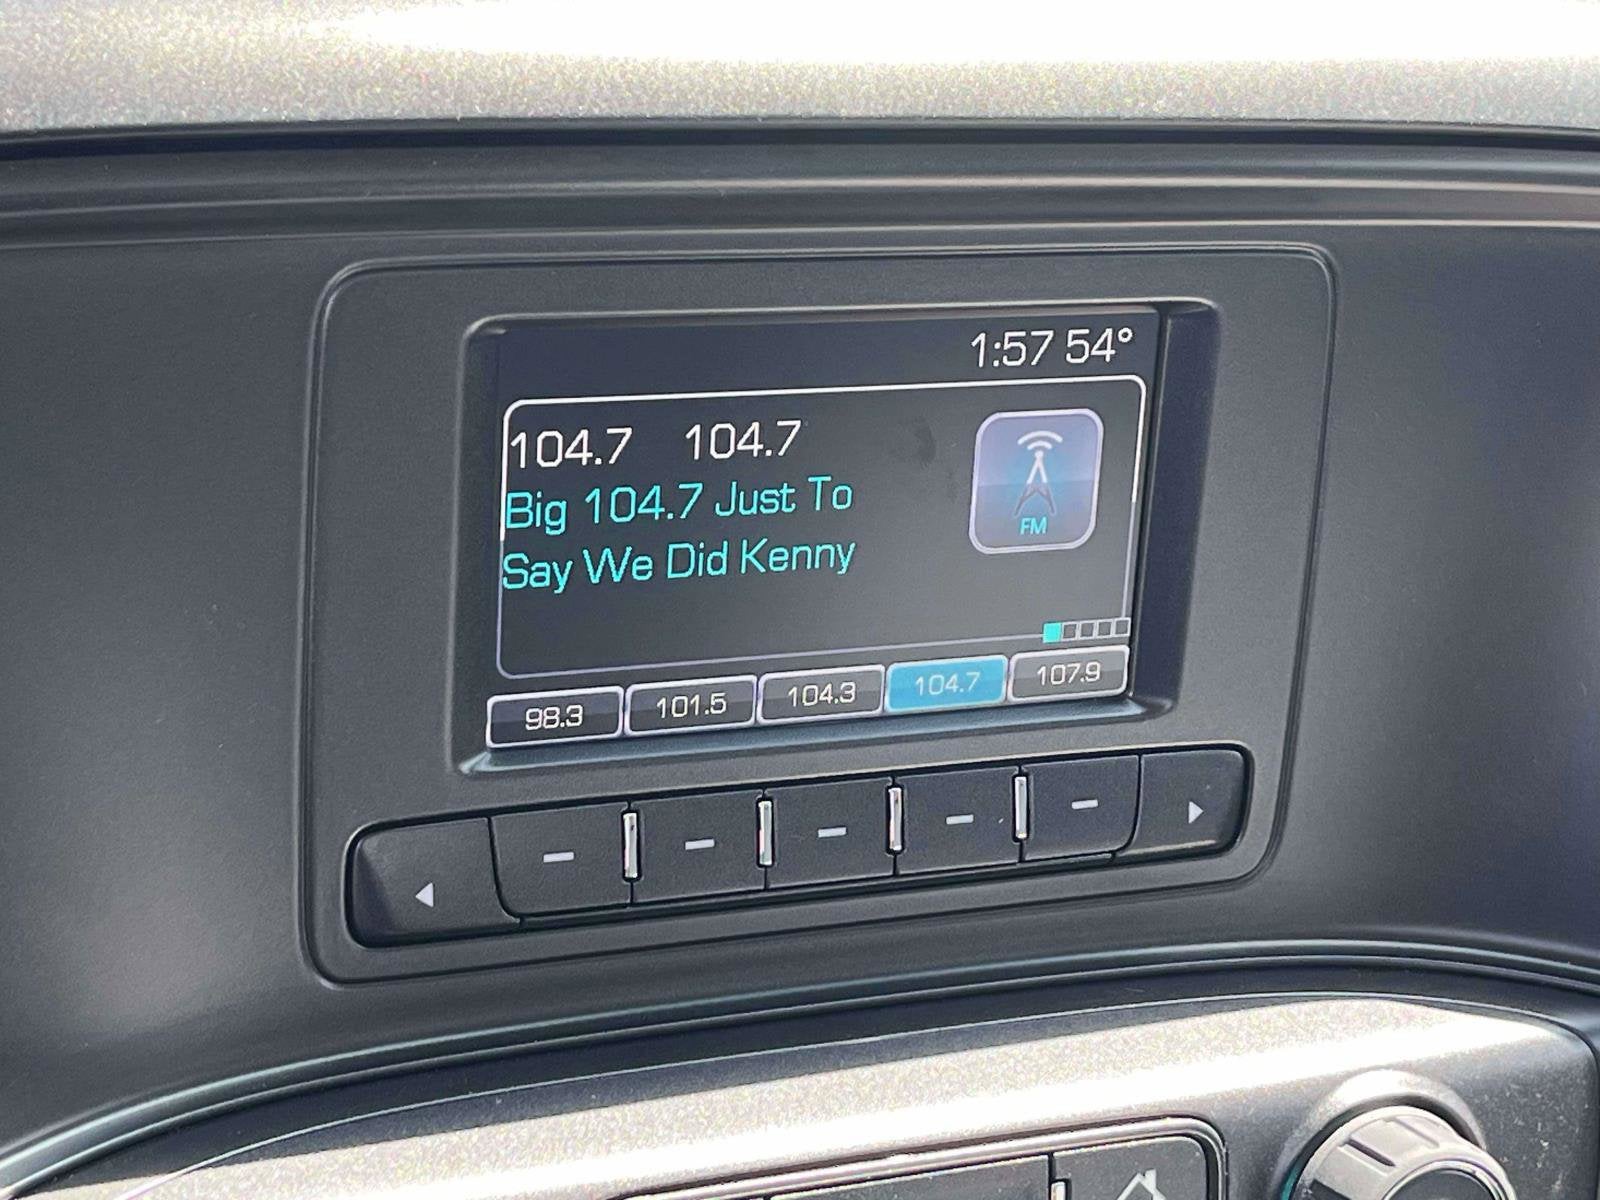 1:57 54°
104.7 104.7
Big 104.7 Just To
Say We Did Kenny
FM
98.3 101.5 104.3 104.7 107.9